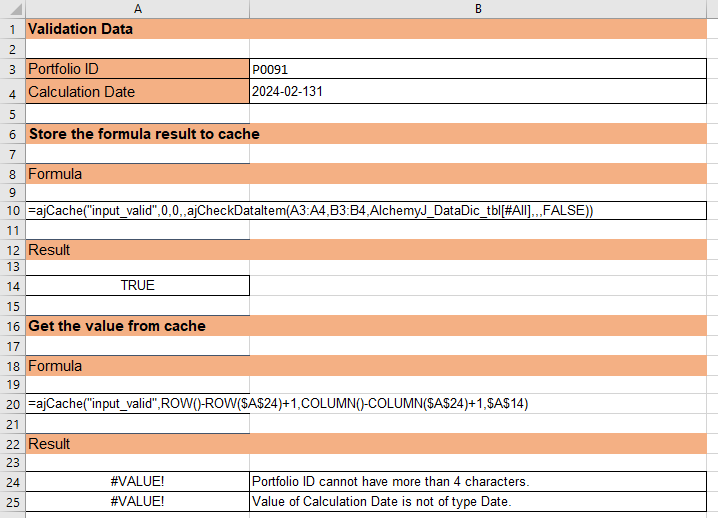 A B
1 Validation Data
2
3 Portfolio ID P0091
4 Calculation Date 2024-02-131
5
6 Store the formula result to cache
7
8 Formula
9
10 =ajCache("input_valid",0,0,,ajCheckDataItem(A3:A4,B3:B4,AlchemyJ_DataDic_tbl[#All],,,FALSE))
11
12 Result
13
14 TRUE
15
16 Get the value from cache
17
18 Formula
19
20 =ajCache("input_valid",ROW()-ROW($A$24)+1,COLUMN()-COLUMN($A$24)+1,$A$14)
21
22 Result
23
24 #VALUE! Portfolio ID cannot have more than 4 characters.
25 #VALUE! Value of Calculation Date is not of type Date.